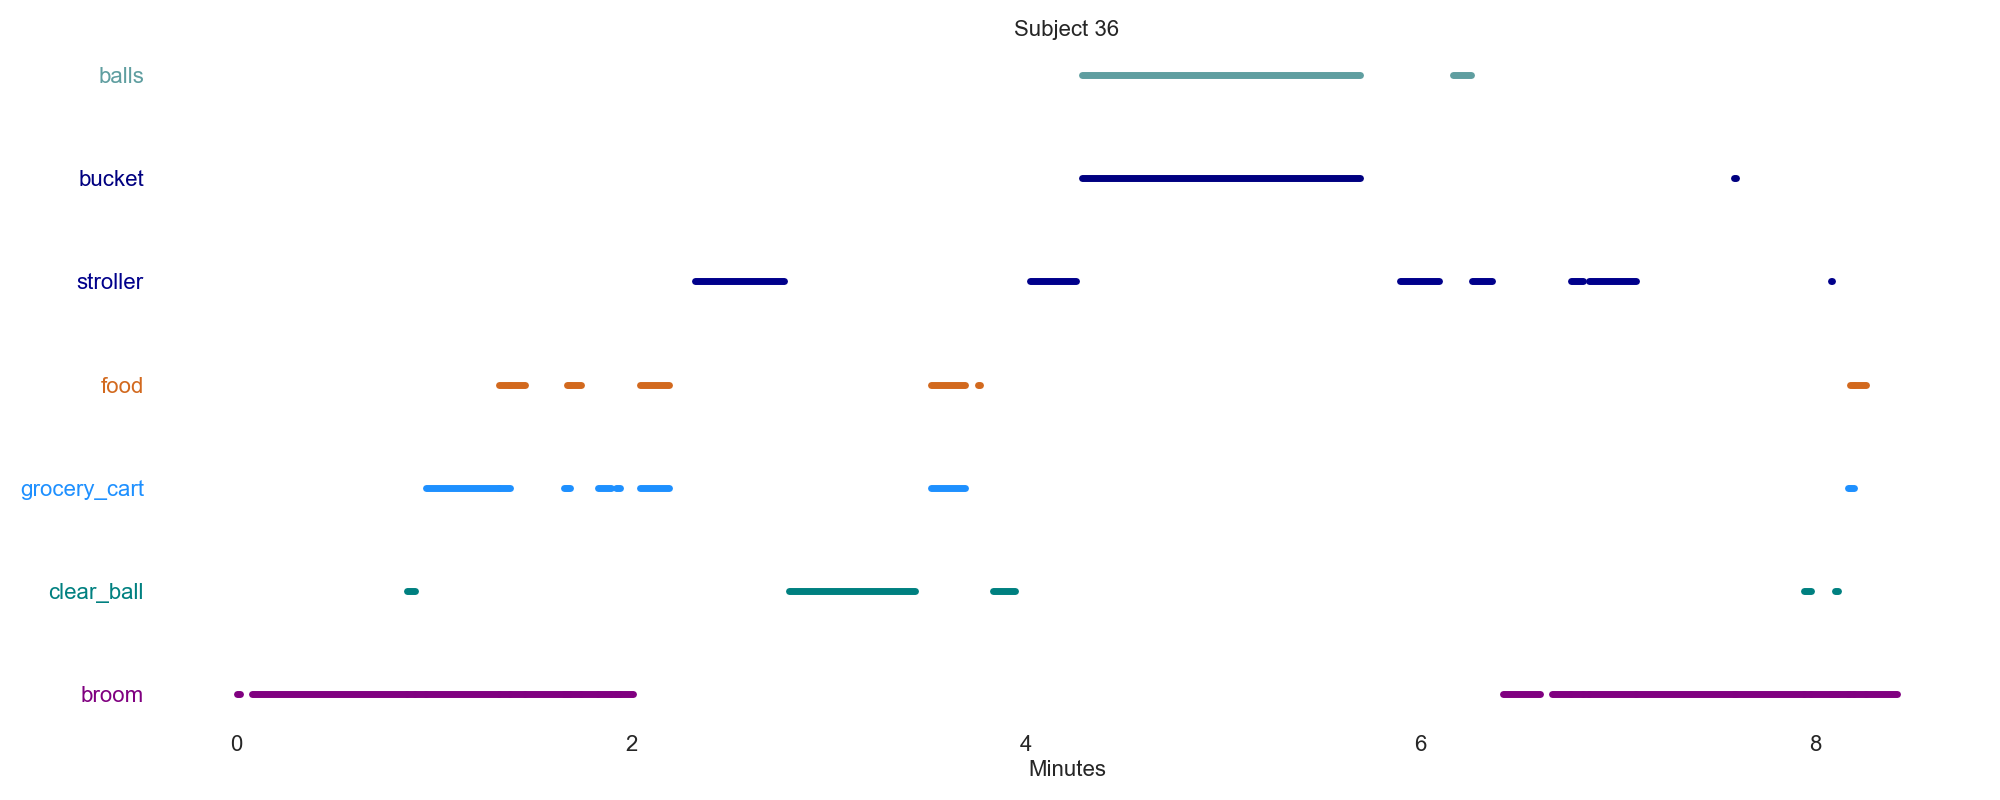 Subject 36
balls
bucket
stroller
food
grocery_cart
clear_ball
broom
0 2 4 6 8
Minutes